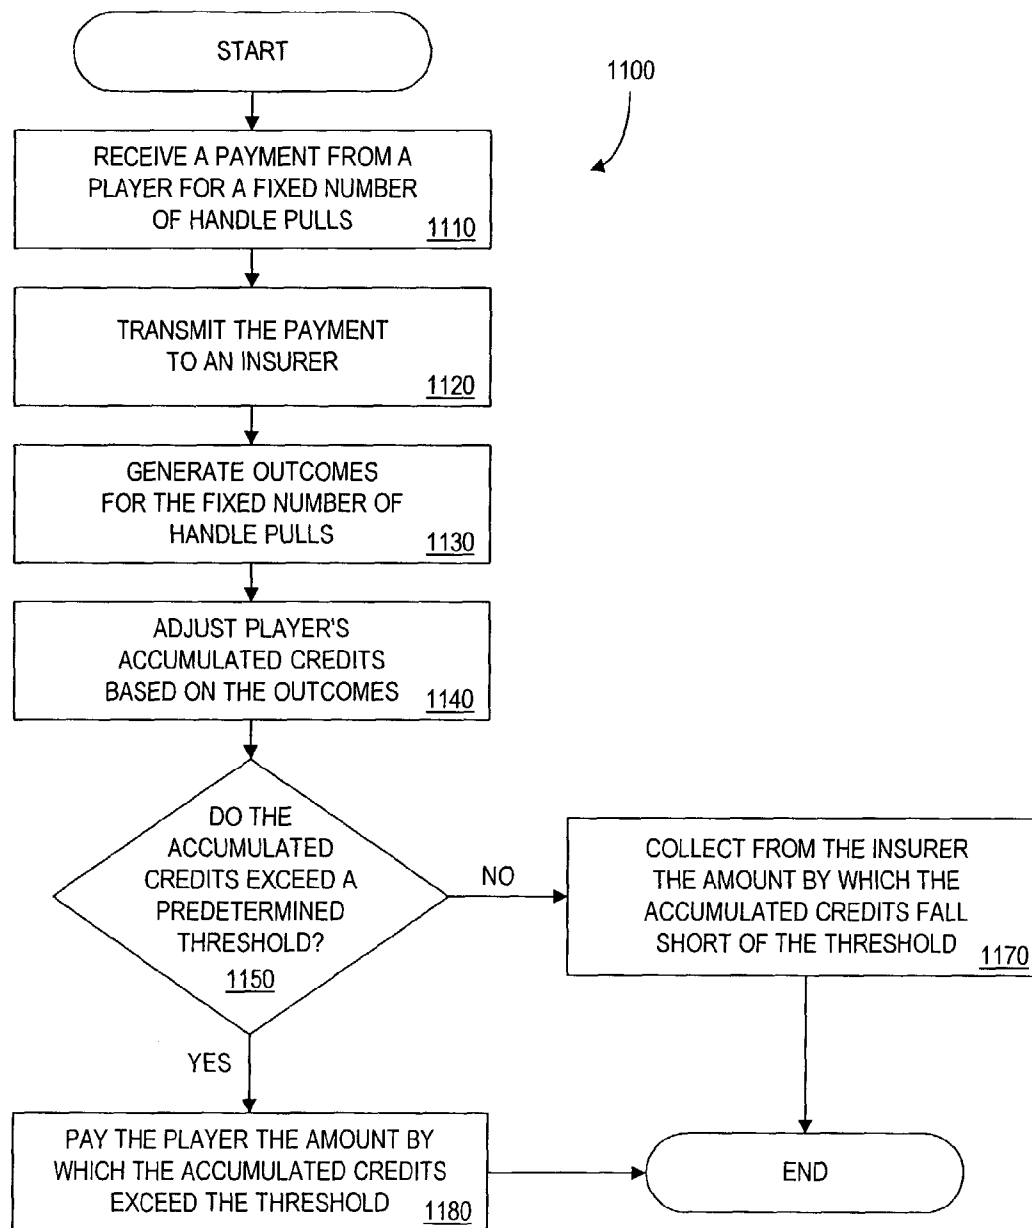 START
1100
RECEIVE A PAYMENT FROM A
PLAYER FOR A FIXED NUMBER
OF HANDLE PULLS
1110
TRANSMIT THE PAYMENT
TO AN INSURER
1120
GENERATE OUTCOMES
FOR THE FIXED NUMBER OF
HANDLE PULLS
1130
ADJUST PLAYER'S
ACCUMULATED CREDITS
BASED ON THE OUTCOMES
1140
DO THE
ACCUMULATED
CREDITS EXCEED A
PREDETERMINED
THRESHOLD?
1150
NO
COLLECT FROM THE INSURER
THE AMOUNT BY WHICH THE
ACCUMULATED CREDITS FALL
SHORT OF THE THRESHOLD
1170
YES
PAY THE PLAYER THE AMOUNT BY
WHICH THE ACCUMULATED CREDITS
EXCEED THE THRESHOLD
1180
END